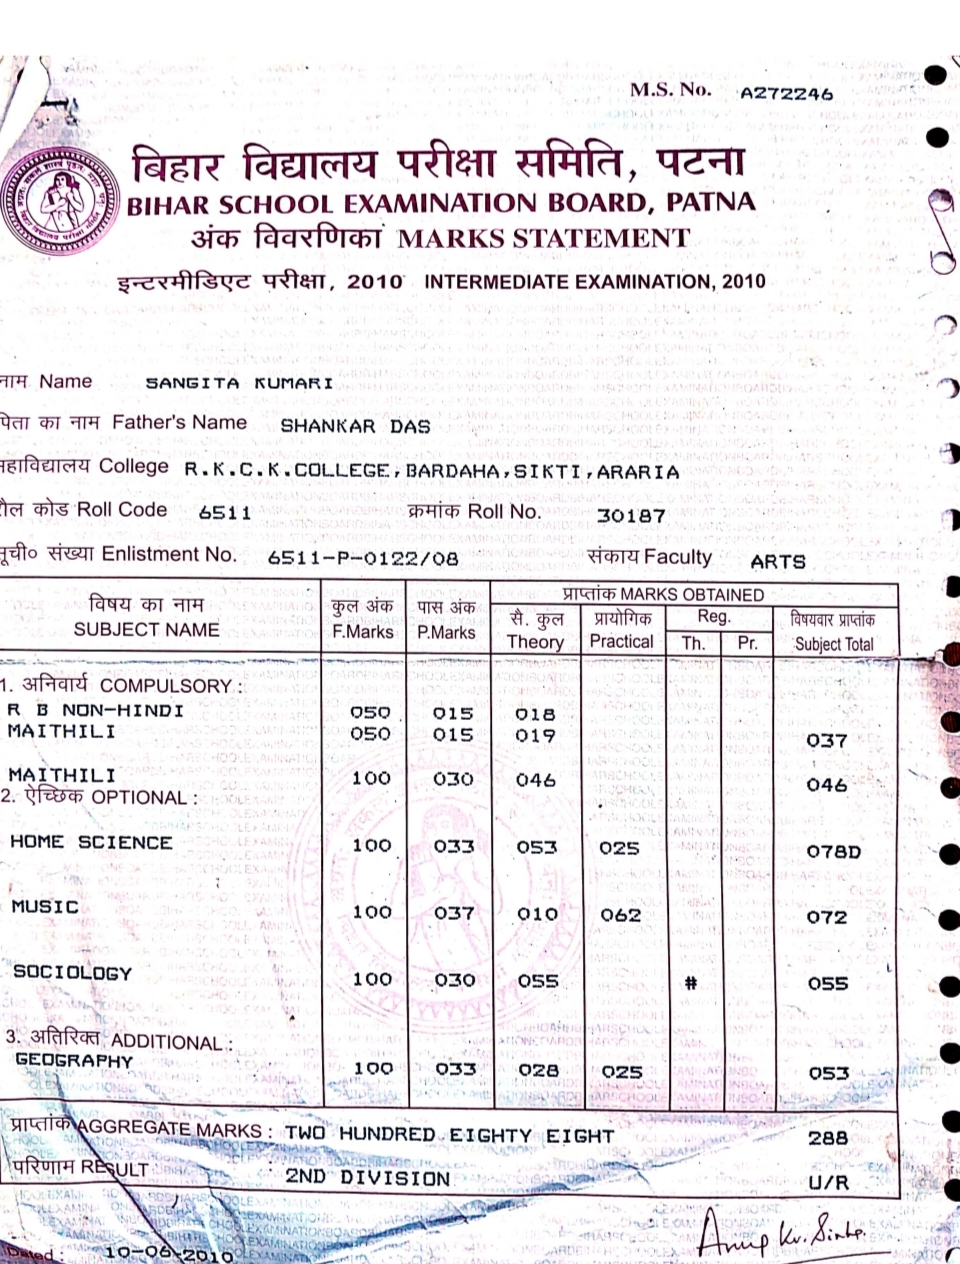 M.S. No. A272246
बिहार विद्यालय परीक्षा समिति, पटना
BIHAR SCHOOL EXAMINATION BOARD, PATNA
अंक विवरणिका MARKS STATEMENT
इन्टरमीडिएट परीक्षा, 2010 INTERMEDIATE EXAMINATION, 2010
नाम Name SANGITA KUMARI
पिता का नाम Father's Name SHANKAR DAS
महाविद्यालय College R.K.C.K.COLLEGE,BARDAHA,SIKTI,ARARIA
रौल कोड Roll Code 6511 क्रमांक Roll No. 30187
सूची० संख्या Enlistment No. 6511-P-0122/08 संकाय Faculty ARTS
विषय का नाम कुल अंक पास अंक प्राप्तांक MARKS OBTAINED
SUBJECT NAME F.Marks P.Marks सै. कुल प्रायोगिक Reg. विषयवार प्राप्तांक
Theory Practical Th. Pr. Subject Total
1. अनिवार्य COMPULSORY :
R B NON-HINDI 050 015 018
MAITHILI 050 015 019 037
MAITHILI 100 030 046 046
2. ऐच्छिक OPTIONAL :
HOME SCIENCE 100 033 053 025 078D
MUSIC 100 037 010 062 072
SOCIOLOGY 100 030 055 # 055
3. अतिरिक्त ADDITIONAL :
GEOGRAPHY 100 033 028 025 053
प्राप्तांक AGGREGATE MARKS : TWO HUNDRED EIGHTY EIGHT 288
परिणाम RESULT : 2ND DIVISION U/R
Dated : 10-06-2010